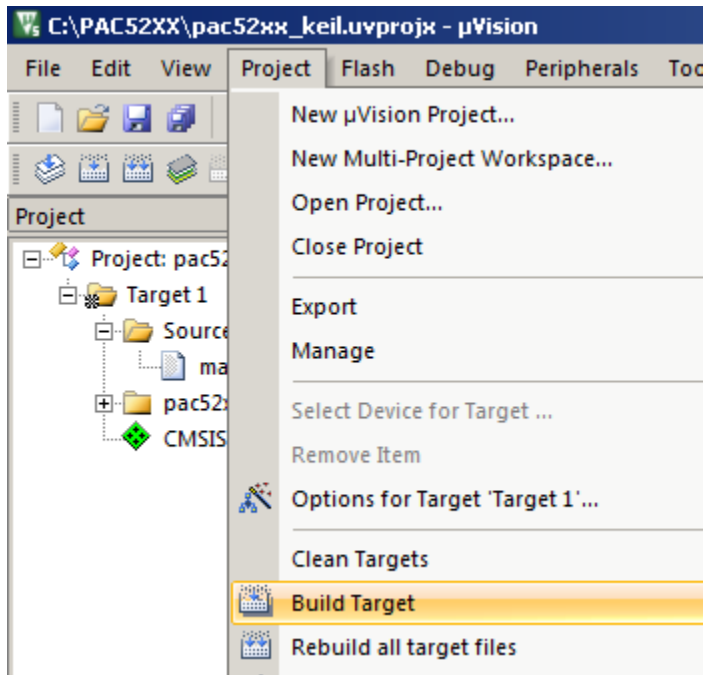 C:\PAC52XX\pac52xx_keil.uvprojx - µVision
File Edit View Project Flash Debug Peripherals Too
New µVision Project...
New Multi-Project Workspace...
Project
Open Project...
Close Project
Project: pac52
Target 1
Export
Source
Manage
ma
pac52x
Select Device for Target ...
CMSIS
Remove Item
Options for Target 'Target 1'...
Clean Targets
Build Target
Rebuild all target files